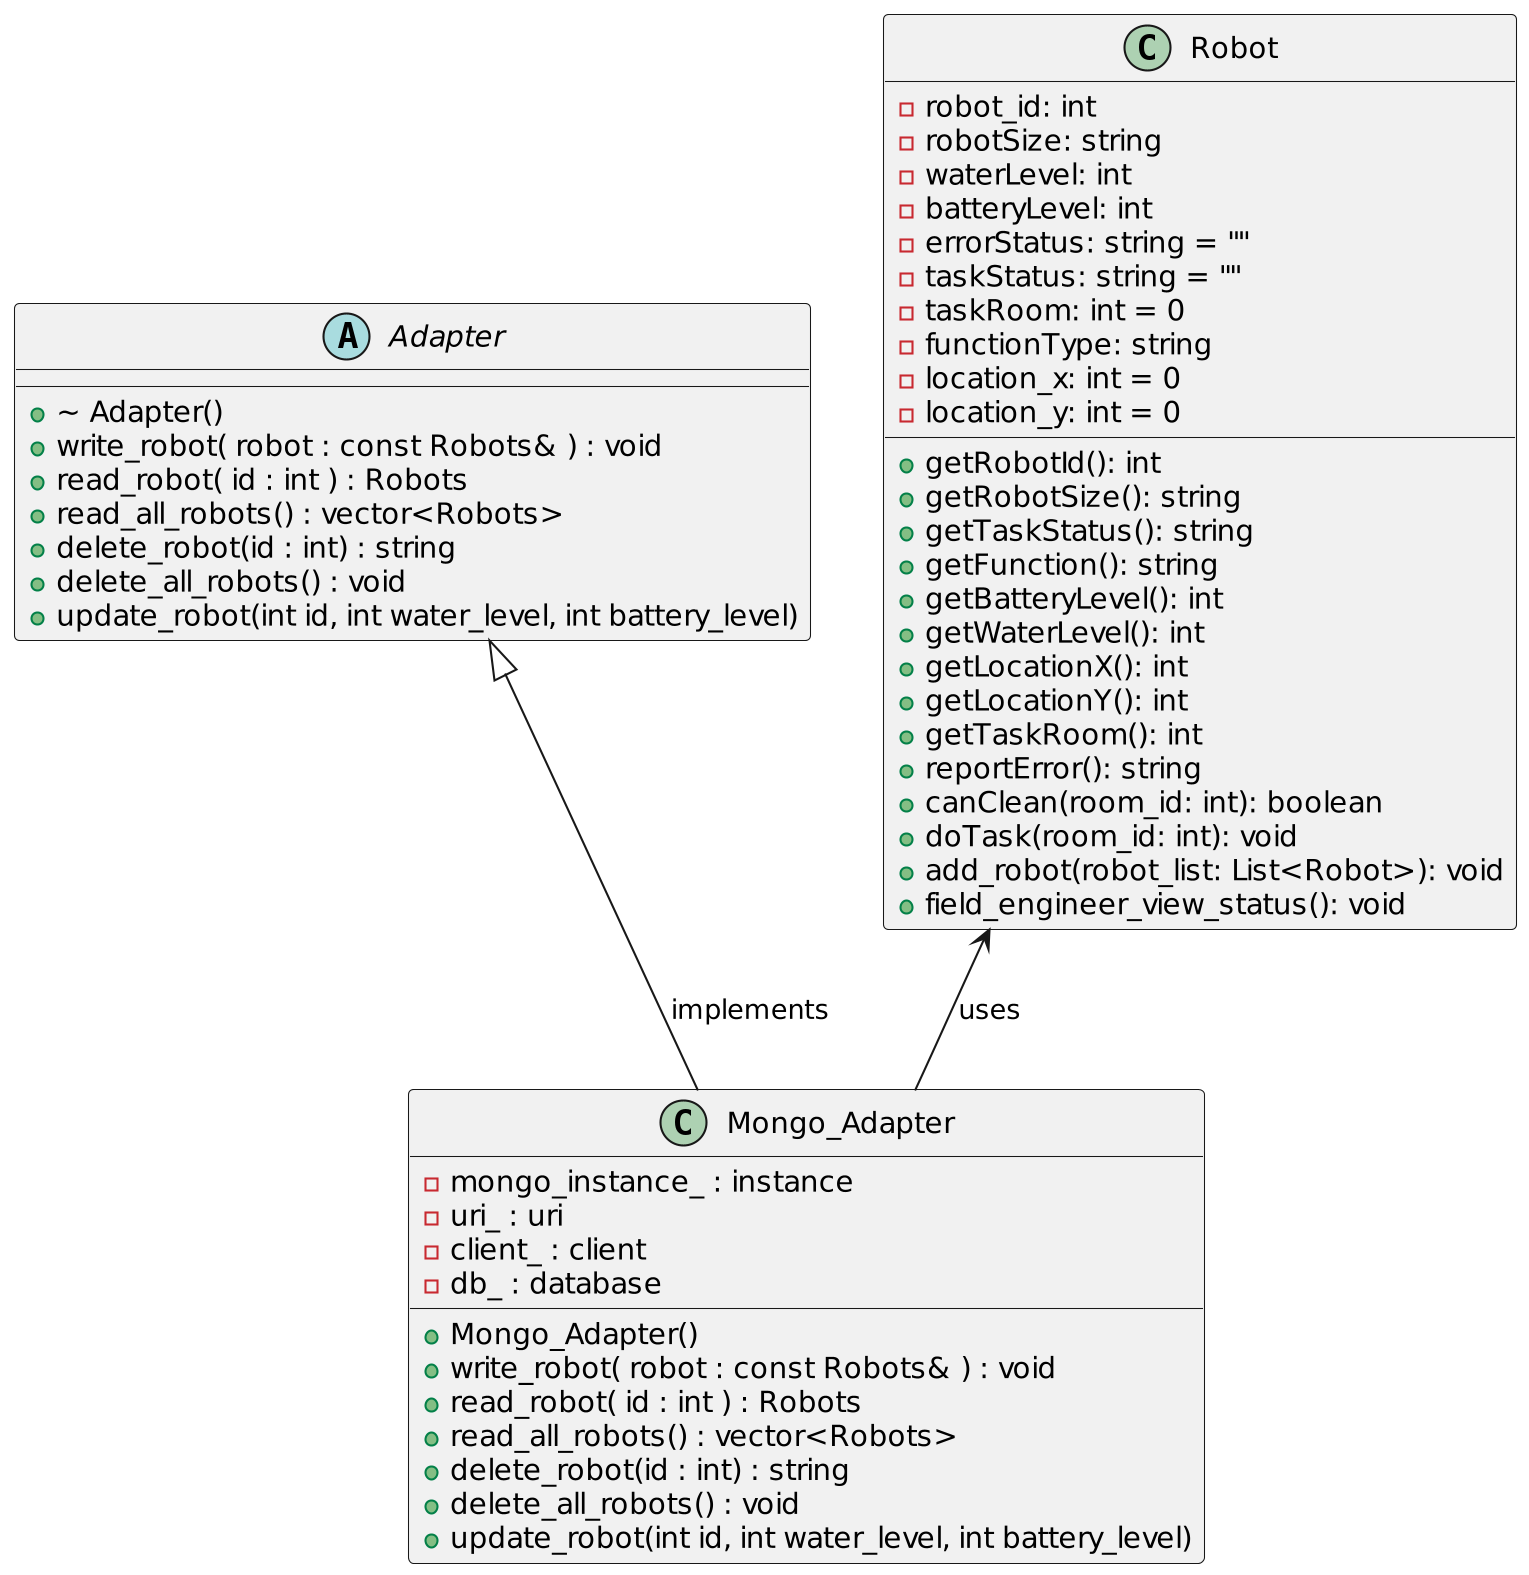 C Robot
robot_id: int
robotSize: string
waterLevel: int
batteryLevel: int
errorStatus: string = ""
taskStatus: string = ""
taskRoom: int = 0
functionType: string
location_x: int = 0
location_y: int = 0
getRobotId(): int
getRobotSize(): string
getTaskStatus(): string
getFunction(): string
getBatteryLevel(): int
getWaterLevel(): int
getLocationX(): int
getLocationY(): int
getTaskRoom(): int
reportError(): string
canClean(room_id: int): boolean
doTask(room_id: int): void
add_robot(robot_list: List<Robot>): void
field_engineer_view_status(): void
A Adapter
~ Adapter()
write_robot( robot : const Robots& ) : void
read_robot( id : int ) : Robots
read_all_robots() : vector<Robots>
delete_robot(id : int) : string
delete_all_robots() : void
update_robot(int id, int water_level, int battery_level)
implements
uses
C Mongo_Adapter
mongo_instance_ : instance
uri_ : uri
client_ : client
db_ : database
Mongo_Adapter()
write_robot( robot : const Robots& ) : void
read_robot( id : int ) : Robots
read_all_robots() : vector<Robots>
delete_robot(id : int) : string
delete_all_robots() : void
update_robot(int id, int water_level, int battery_level)